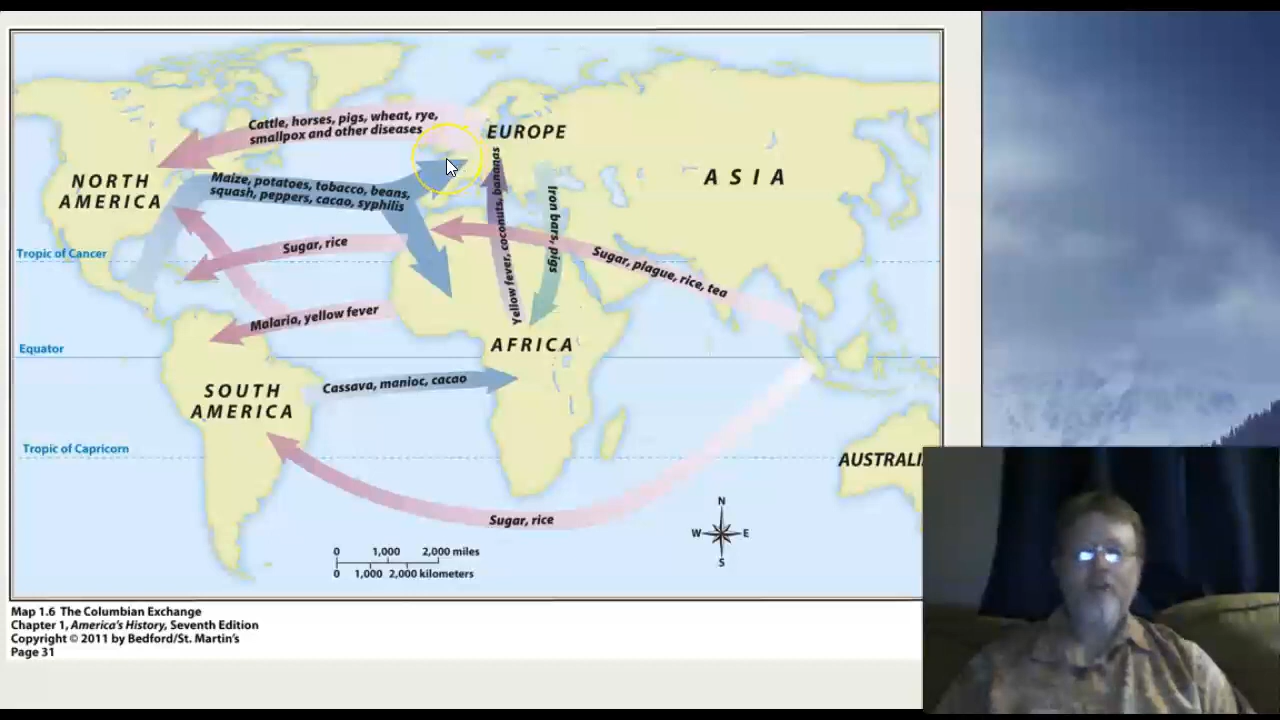 Cattle, horses, pigs, wheat, rye,
smallpox and other diseases
EUROPE
ASIA
NORTH
AMERICA
Maize, potatoes, tobacco, beans,
squash, peppers, cacao, syphilis
Yellow fever, coconuts, bananas
Iron bars, pigs
Tropic of Cancer
Sugar, rice
Sugar, plague, rice, tea
Malaria, yellow fever
Equator
AFRICA
SOUTH
AMERICA
Cassava, manioc, cacao
Tropic of Capricorn
AUSTRALI
Sugar, rice
N
W E
S
0 1,000 2,000 miles
0 1,000 2,000 kilometers
Map 1.6 The Columbian Exchange
Chapter 1, America's History, Seventh Edition
Copyright © 2011 by Bedford/St. Martin's
Page 31